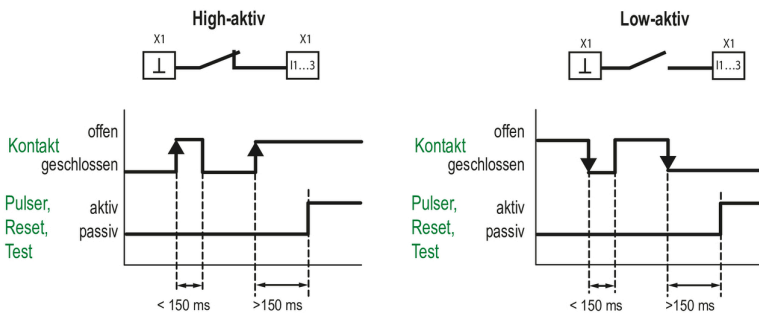 High-aktiv
X1
X1
⊥
I1...3
offen
Kontakt
geschlossen
Pulser,
aktiv
Reset,
passiv
Test
< 150 ms
>150 ms
Low-aktiv
X1
X1
⊥
I1...3
offen
Kontakt
geschlossen
Pulser,
aktiv
Reset,
passiv
Test
< 150 ms
>150 ms